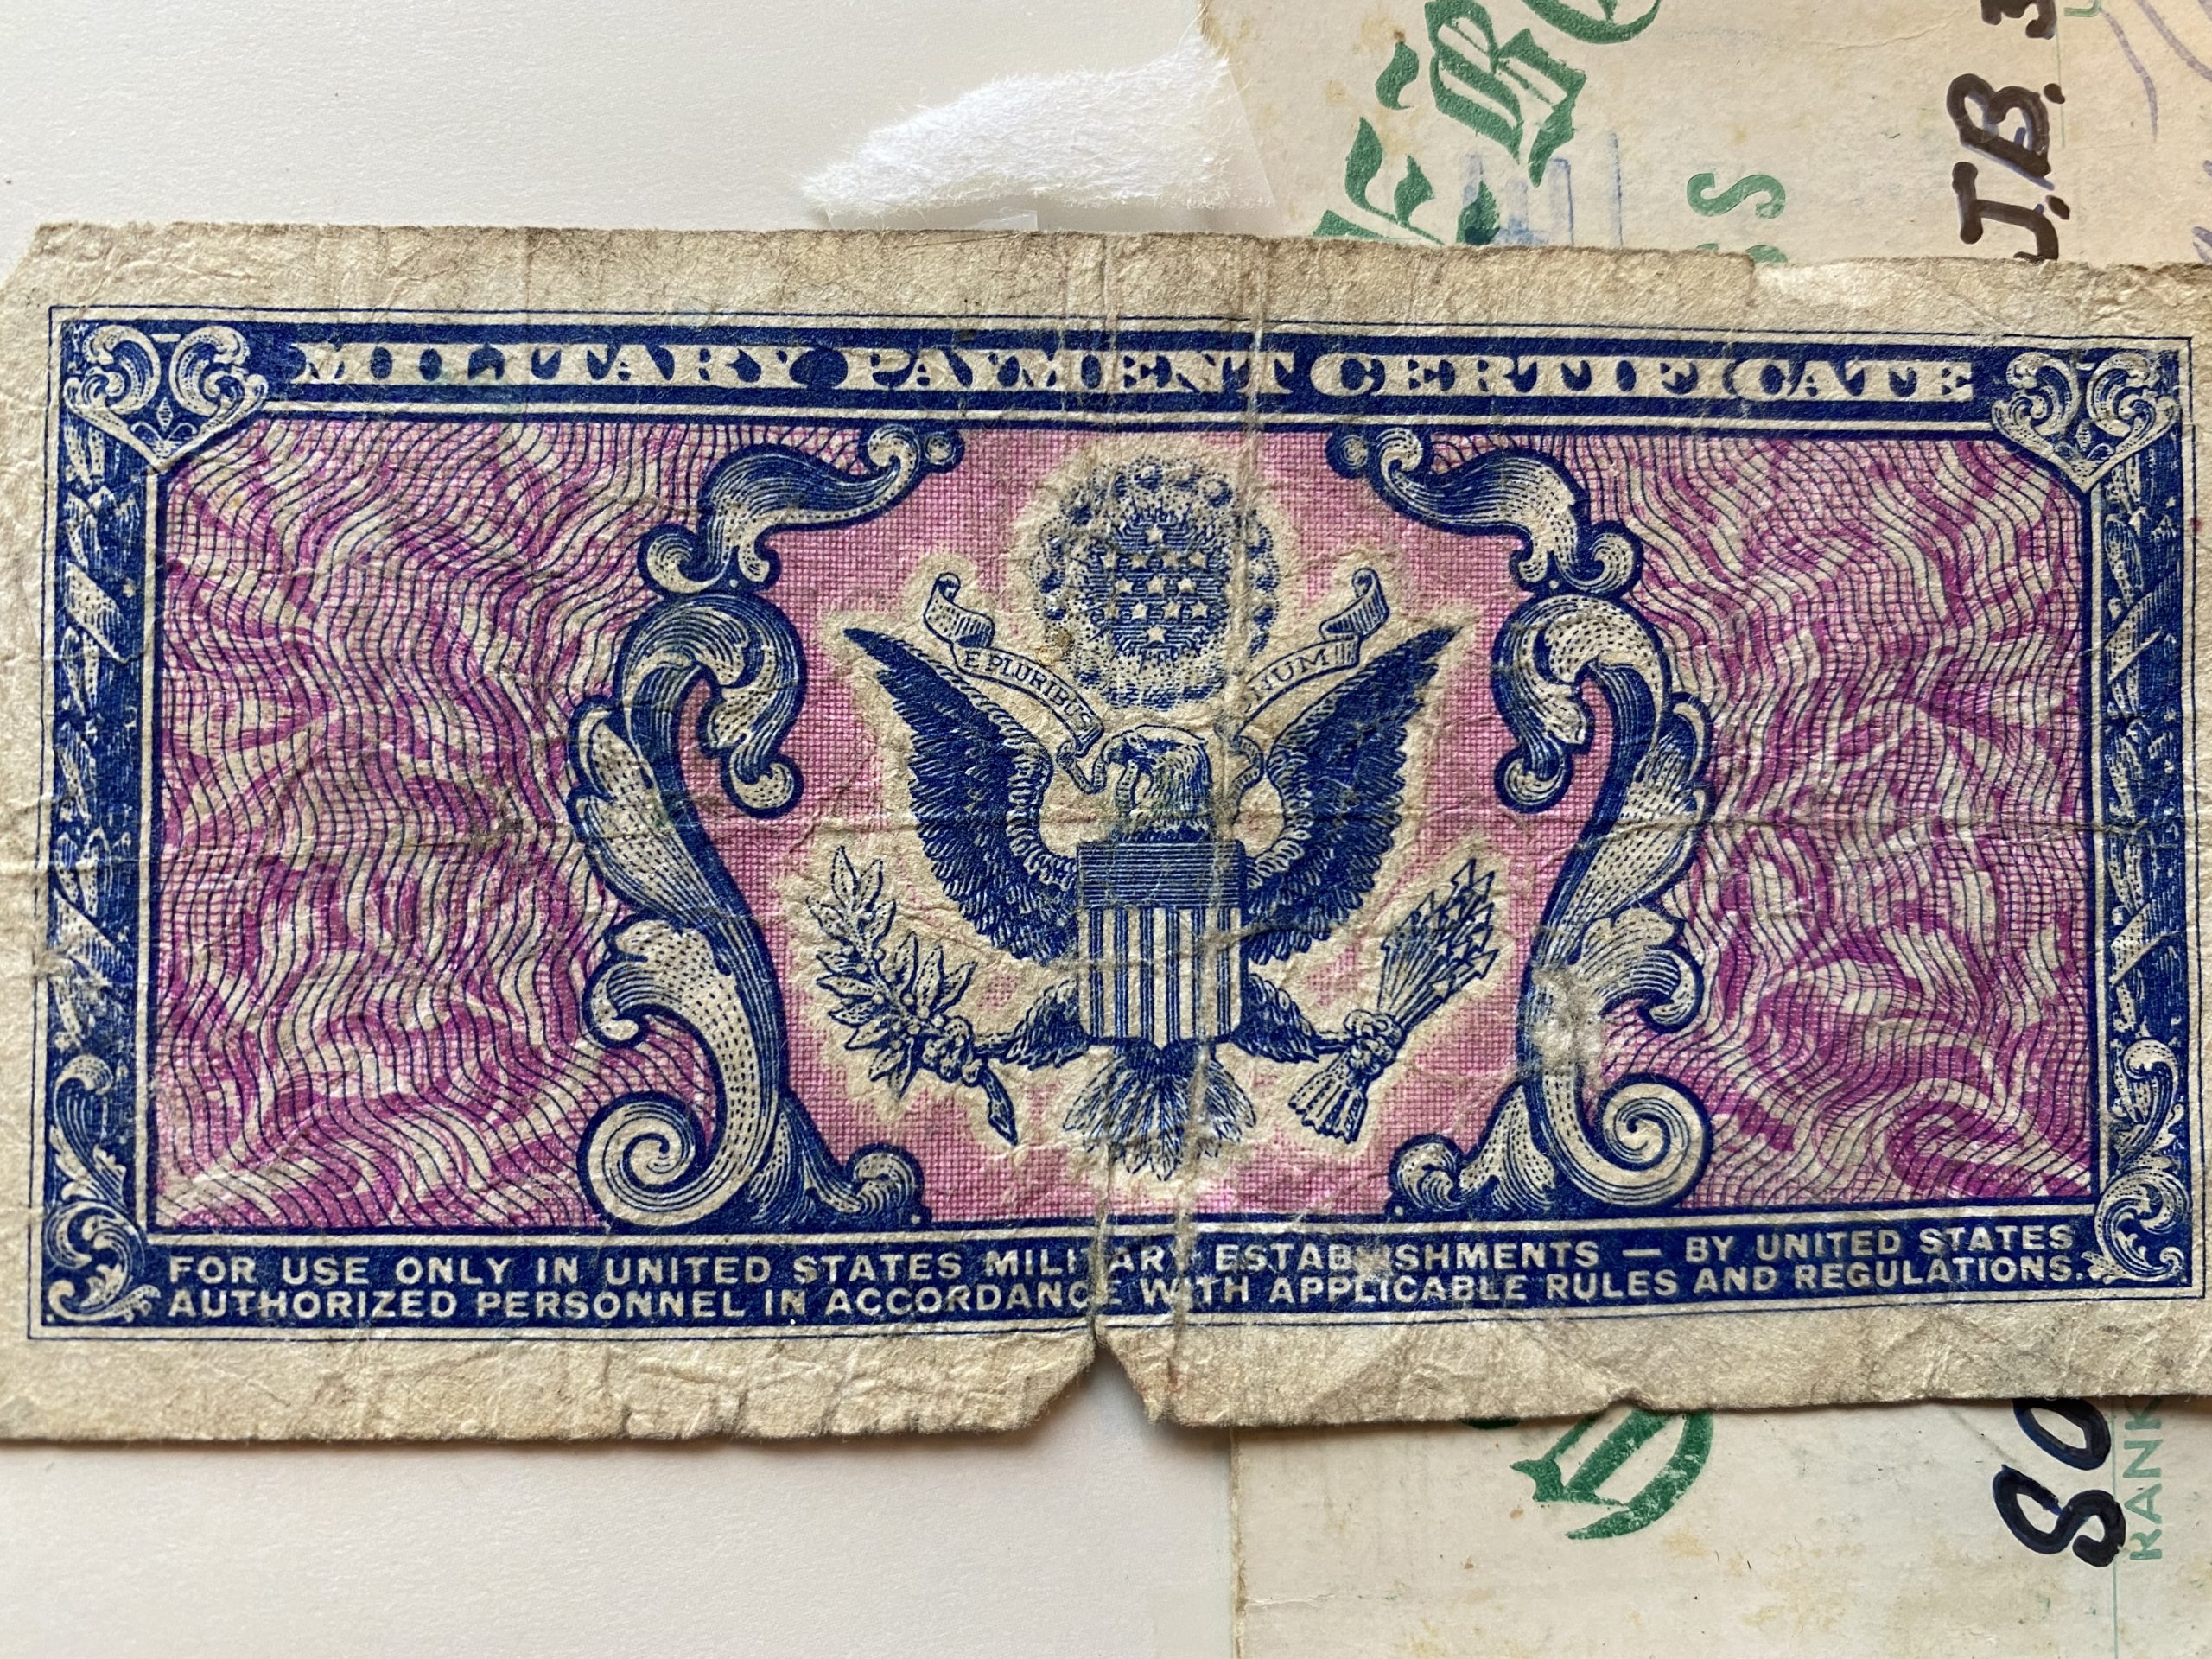 MILITARY PAYMENT CERTIFICATE
E PLURIBUS UNUM
FOR USE ONLY IN UNITED STATES MILITARY ESTABLISHMENTS — BY UNITED STATES
AUTHORIZED PERSONNEL IN ACCORDANCE WITH APPLICABLE RULES AND REGULATIONS.
J.B.
RANK